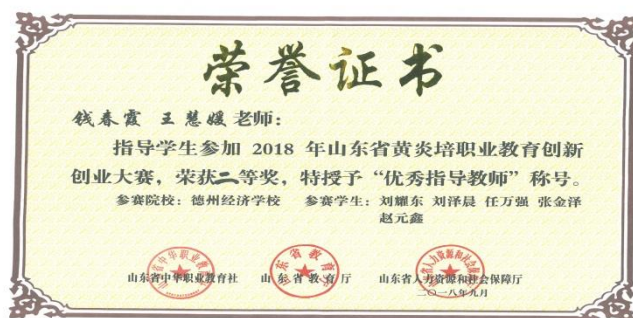 荣誉证书
钱春霞 王慧媛老师：
指导学生参加 2018 年山东省黄炎培职业教育创新
创业大赛，荣获二等奖，特授予“优秀指导教师”称号。
参赛院校：德州经济学校 参赛学生：刘耀东 刘泽晨 任万强 张金泽
赵元鑫
山东省中华职业教育社 山东省教育厅 山东省人力资源和社会保障厅
二〇一八年九月